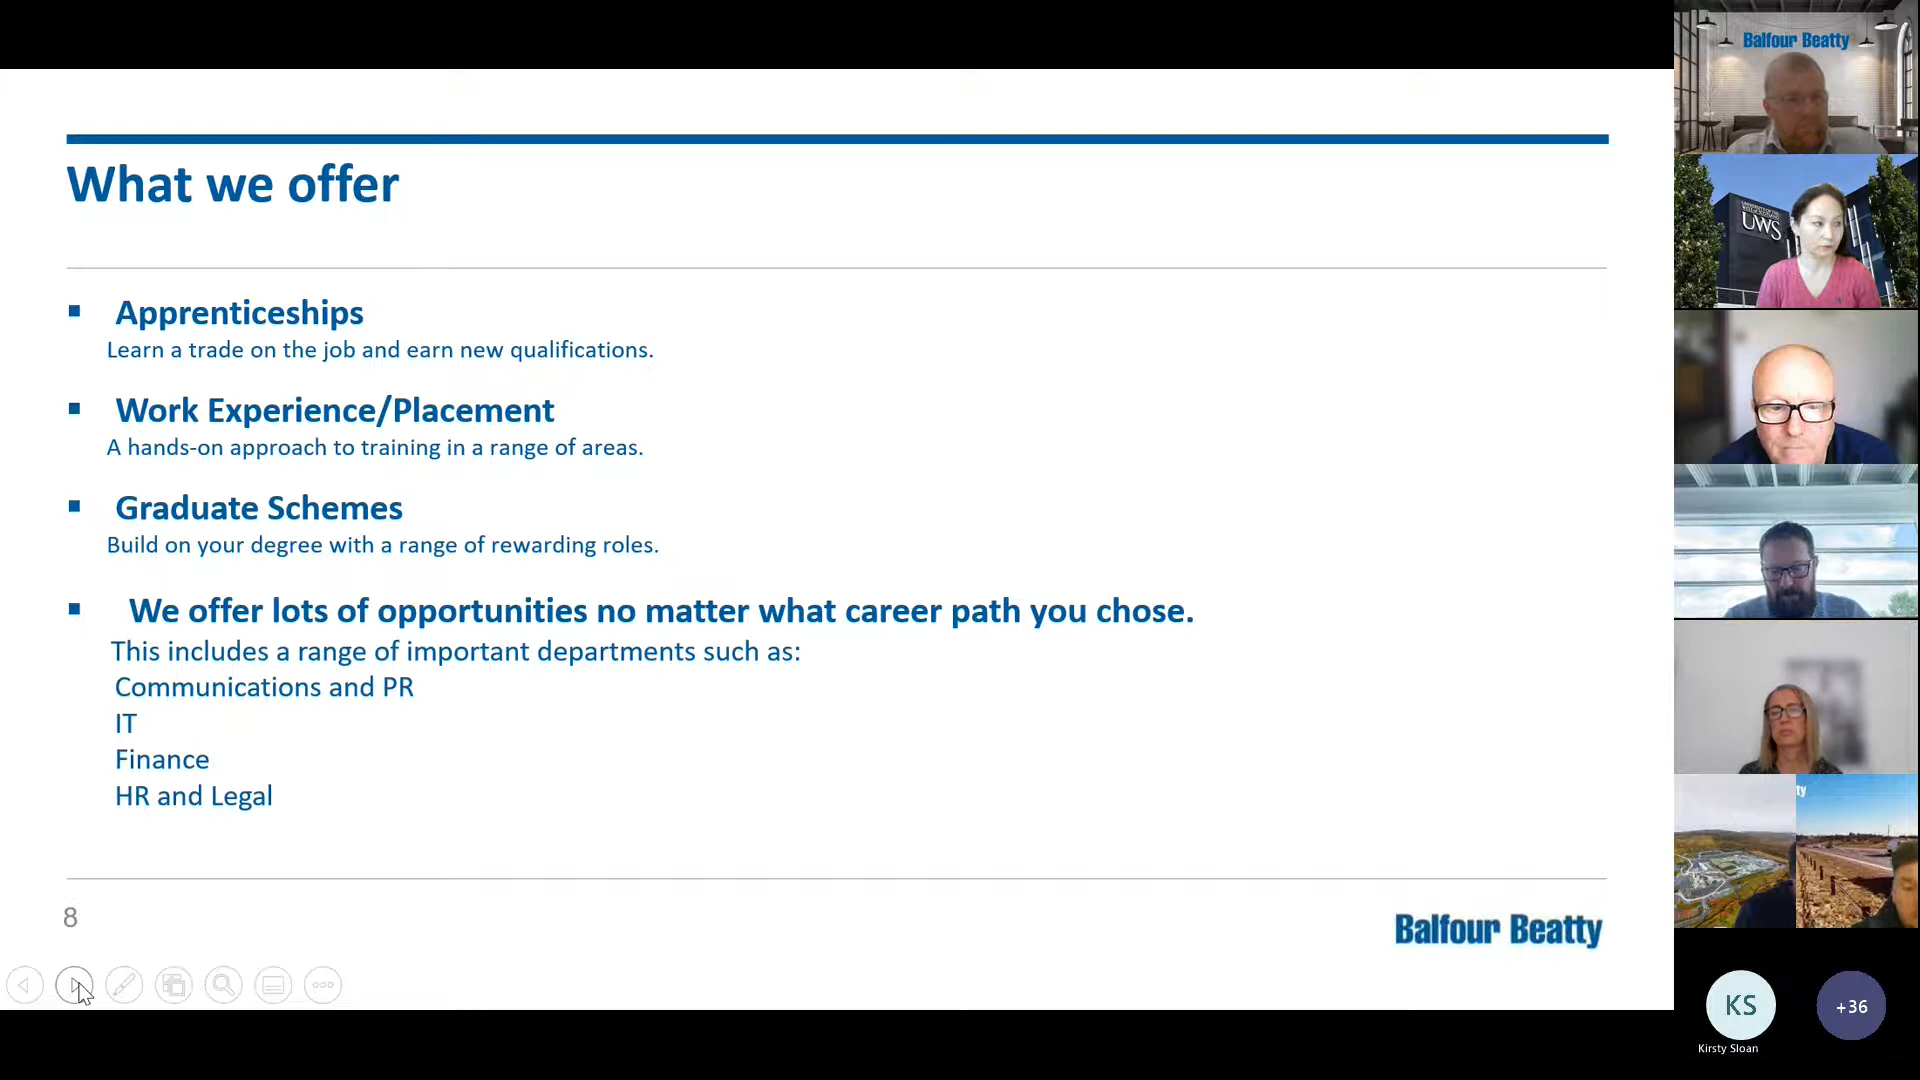 What we offer
Apprenticeships
Learn a trade on the job and earn new qualifications.
Work Experience/Placement
A hands-on approach to training in a range of areas.
Graduate Schemes
Build on your degree with a range of rewarding roles.
We offer lots of opportunities no matter what career path you chose.
This includes a range of important departments such as:
Communications and PR
IT
Finance
HR and Legal
8
Balfour Beatty
Balfour Beatty
UWS
ty
KS
+36
Kirsty Sloan